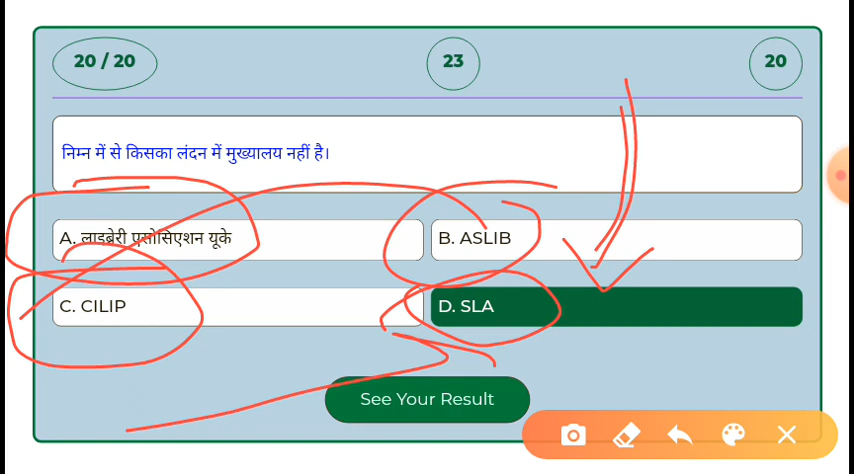 20 / 20
23
20
निम्न में से किसका लंदन में मुख्यालय नहीं है।
A. लाइब्रेरी एसोसिएशन यूके
B. ASLIB
C. CILIP
D. SLA
See Your Result